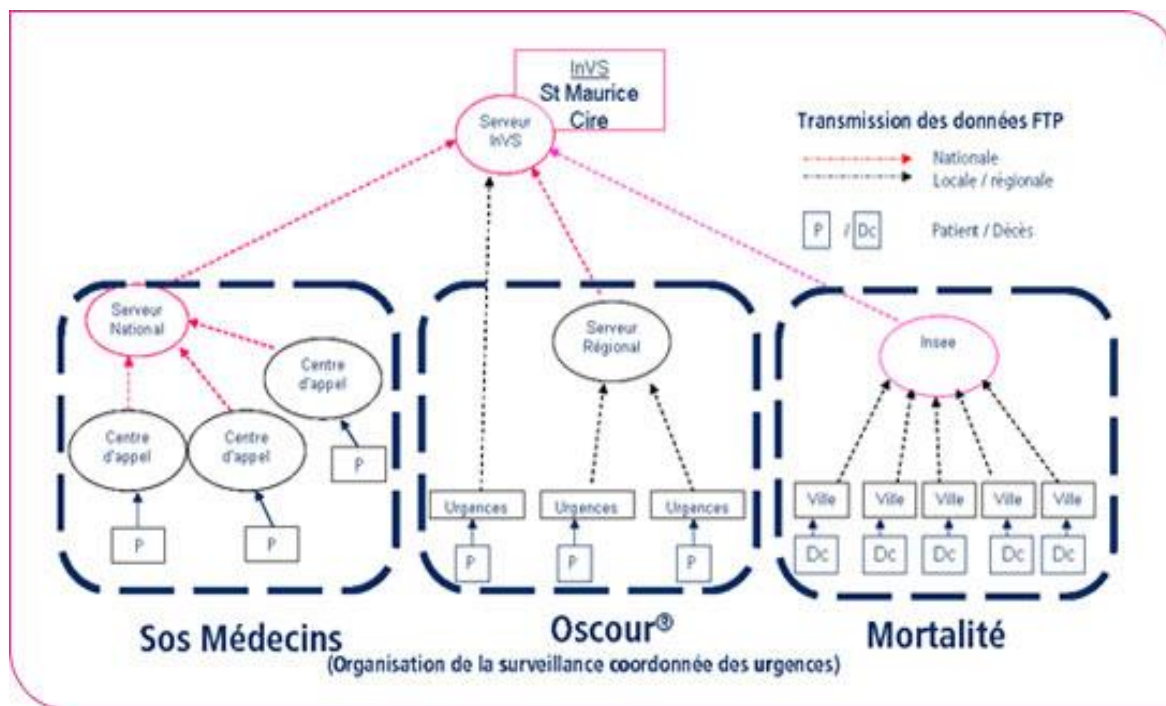 InVS
St Maurice
Cire
Serveur
InVS
Transmission des données FTP
Nationale
Locale / régionale
P / Dc Patient / Décès
Serveur
National
Centre
d'appel
Centre
d'appel
Centre
d'appel
P
P
P
Serveur
Régional
Urgences Urgences Urgences
P P P
Insee
Ville Ville Ville Ville Ville
Dc Dc Dc Dc Dc
Sos Médecins
Oscour®
(Organisation de la surveillance coordonnée des urgences)
Mortalité